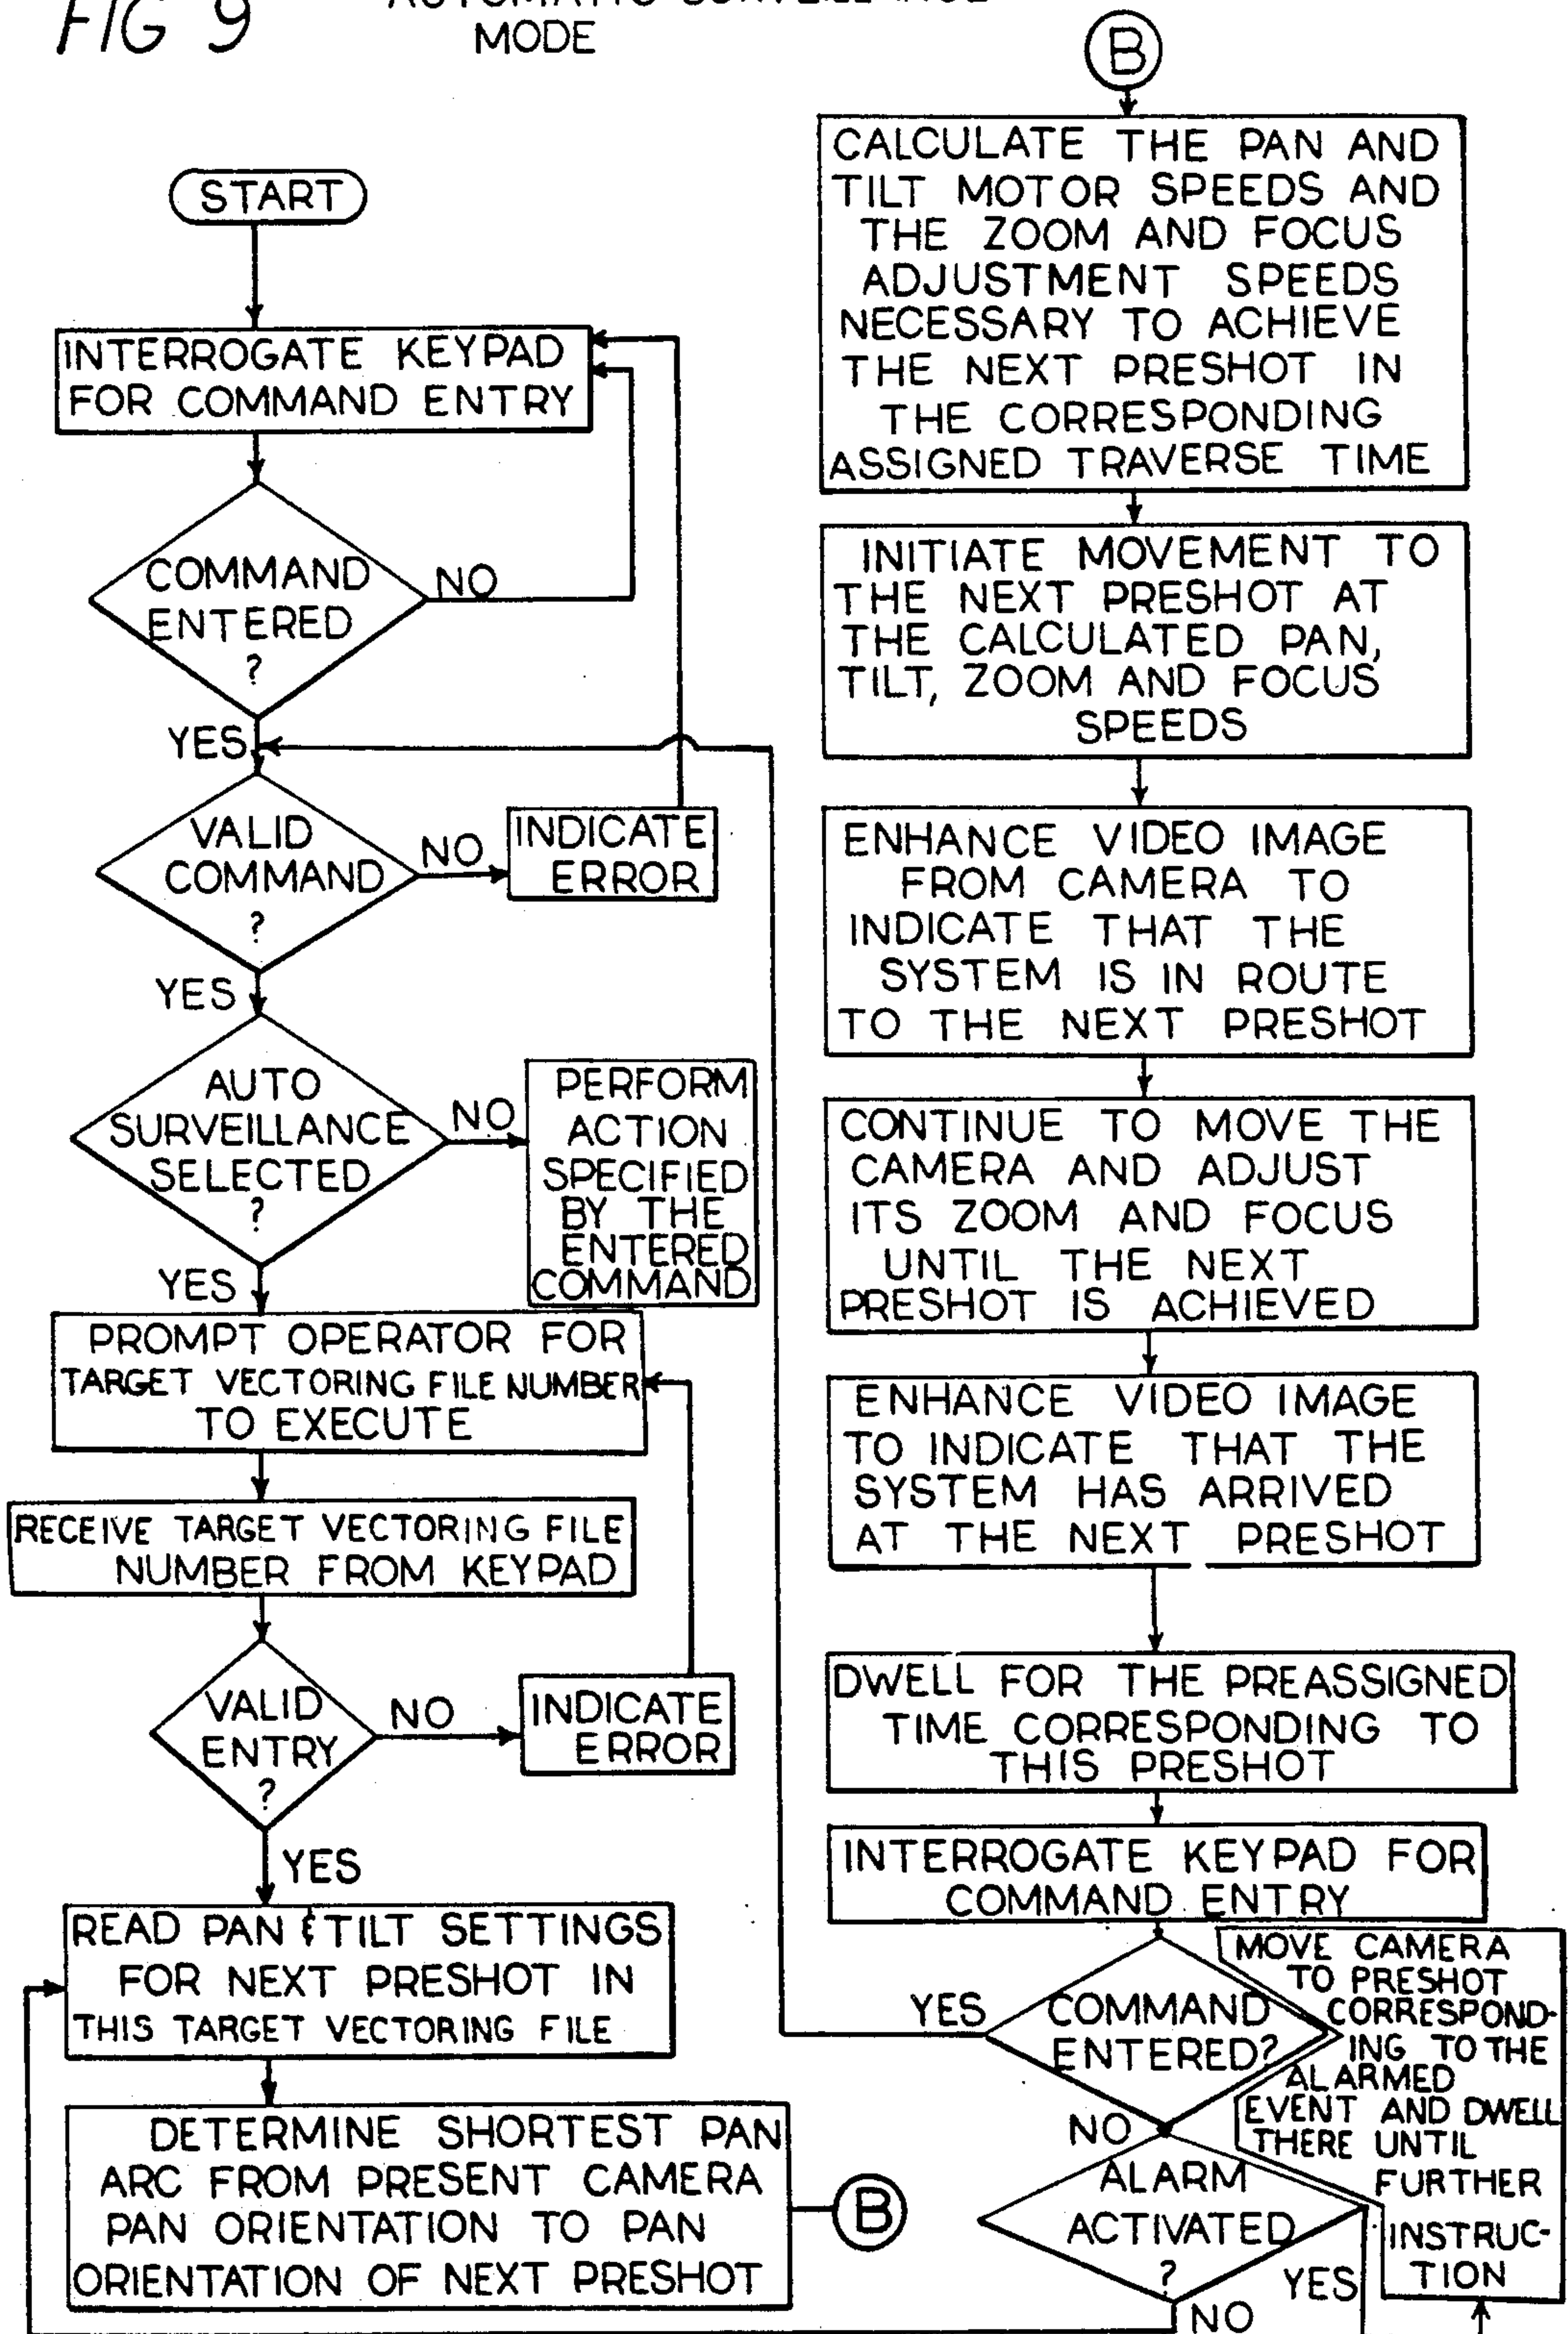 FIG 9
AUTOMATIC SURVEILLANCE
MODE
START
INTERROGATE KEYPAD
FOR COMMAND ENTRY
COMMAND
ENTERED
?
NO
YES
VALID
COMMAND
?
NO
INDICATE
ERROR
YES
AUTO
SURVEILLANCE
SELECTED
?
NO
PERFORM
ACTION
SPECIFIED
BY THE
ENTERED
COMMAND
YES
PROMPT OPERATOR FOR
TARGET VECTORING FILE NUMBER
TO EXECUTE
RECEIVE TARGET VECTORING FILE
NUMBER FROM KEYPAD
VALID
ENTRY
?
NO
INDICATE
ERROR
YES
READ PAN & TILT SETTINGS
FOR NEXT PRESHOT IN
THIS TARGET VECTORING FILE
DETERMINE SHORTEST PAN
ARC FROM PRESENT CAMERA
PAN ORIENTATION TO PAN
ORIENTATION OF NEXT PRESHOT
B
B
CALCULATE THE PAN AND
TILT MOTOR SPEEDS AND
THE ZOOM AND FOCUS
ADJUSTMENT SPEEDS
NECESSARY TO ACHIEVE
THE NEXT PRESHOT IN
THE CORRESPONDING
ASSIGNED TRAVERSE TIME
INITIATE MOVEMENT TO
THE NEXT PRESHOT AT
THE CALCULATED PAN,
TILT, ZOOM AND FOCUS
SPEEDS
ENHANCE VIDEO IMAGE
FROM CAMERA TO
INDICATE THAT THE
SYSTEM IS IN ROUTE
TO THE NEXT PRESHOT
CONTINUE TO MOVE THE
CAMERA AND ADJUST
ITS ZOOM AND FOCUS
UNTIL THE NEXT
PRESHOT IS ACHIEVED
ENHANCE VIDEO IMAGE
TO INDICATE THAT THE
SYSTEM HAS ARRIVED
AT THE NEXT PRESHOT
DWELL FOR THE PREASSIGNED
TIME CORRESPONDING TO
THIS PRESHOT
INTERROGATE KEYPAD FOR
COMMAND ENTRY
COMMAND
ENTERED?
YES
NO
ALARM
ACTIVATED
?
YES
NO
MOVE CAMERA
TO PRESHOT
CORRESPOND-
ING TO THE
ALARMED
EVENT AND DWELL
THERE UNTIL
FURTHER
INSTRUC-
TION